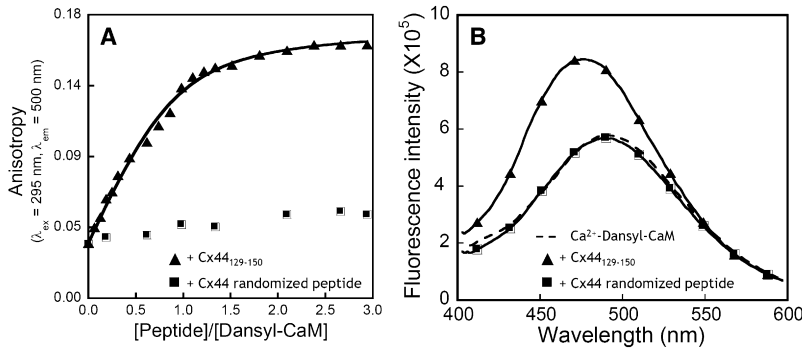 A
0.18
0.14
0.09
0.05
0.00
Anisotropy
(λex = 295 nm, λem = 500 nm)
+ Cx44129-150
+ Cx44 randomized peptide
0.0 0.5 1.0 1.5 2.0 2.5 3.0
[Peptide]/[Dansyl-CaM]
B
10
8
6
4
2
0
Fluorescence intensity (X10⁵)
Ca²⁺-Dansyl-CaM
+ Cx44129-150
+ Cx44 randomized peptide
400 450 500 550 600
Wavelength (nm)